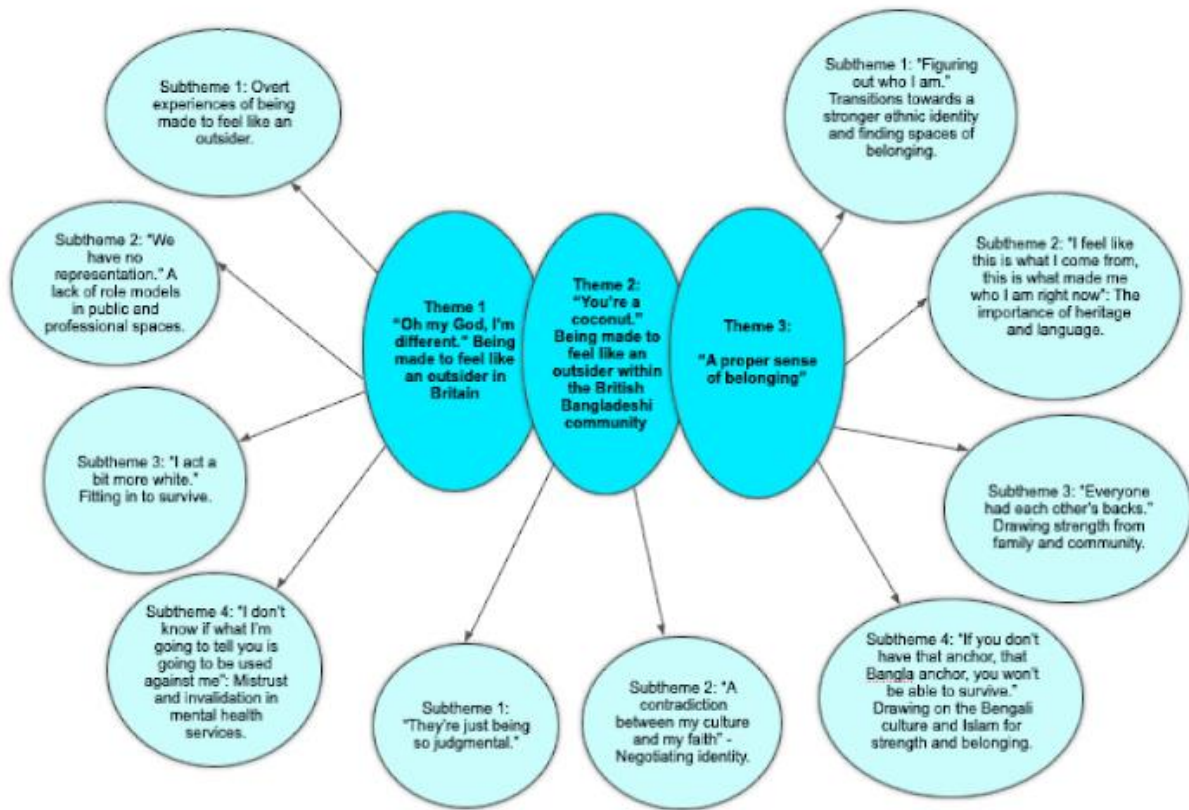 Subtheme 1: Overt
experiences of being
made to feel like an
outsider.
Subtheme 2: "We
have no
representation." A
lack of role models
in public and
professional spaces.
Subtheme 3: "I act a
bit more white."
Fitting in to survive.
Subtheme 4: "I don't
know if what I'm
going to tell you is
going to be used
against me": Mistrust
and invalidation in
mental health
services.
Theme 1
"Oh my God, I'm
different." Being
made to feel like
an outsider in
Britain
Theme 2:
"You're a
coconut."
Being made to
feel like an
outsider within
the British
Bangladeshi
community
Subtheme 1:
"They're just being
so judgmental."
Subtheme 2: "A
contradiction
between my culture
and my faith" -
Negotiating identity.
Theme 3:
"A proper sense
of belonging"
Subtheme 1: "Figuring
out who I am."
Transitions towards a
stronger ethnic identity
and finding spaces of
belonging.
Subtheme 2: "I feel like
this is what I come from,
this is what made me
who I am right now": The
importance of heritage
and language.
Subtheme 3: "Everyone
had each other's backs."
Drawing strength from
family and community.
Subtheme 4: "If you don't
have that anchor, that
Bangla anchor, you won't
be able to survive."
Drawing on the Bengali
culture and Islam for
strength and belonging.